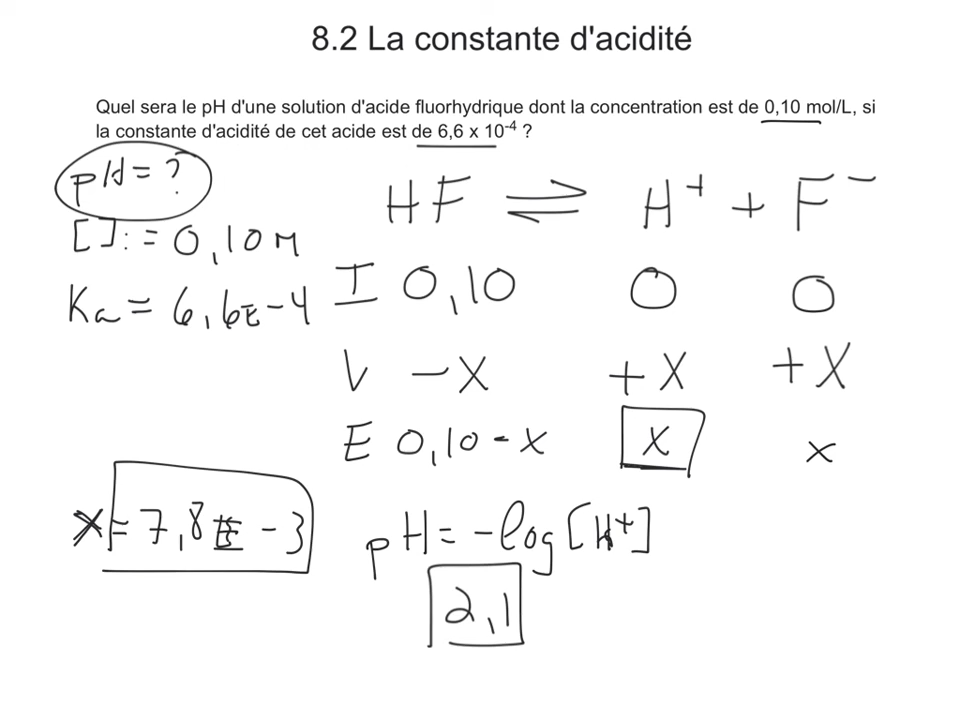 8.2 La constante d'acidité
Quel sera le pH d'une solution d'acide fluorhydrique dont la concentration est de 0,10 mol/L, si
la constante d'acidité de cet acide est de 6,6 x 10⁻⁴ ?
pH = ?
[ ]i = 0,10 M
Ka = 6,6E-4
HF ⇌ H⁺ + F⁻
I 0,10 0 0
V -x +x +x
E 0,10-x x x
x = 7,8E-3
pH = -log[H⁺]
2,1